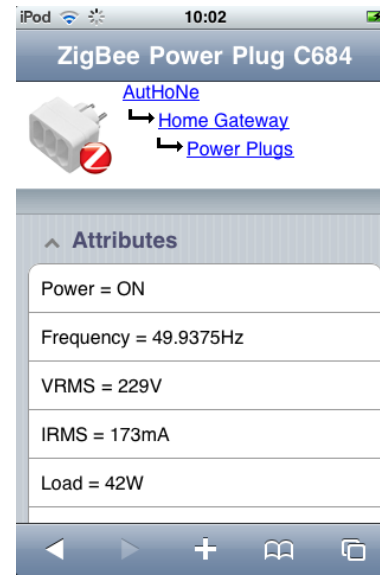 iPod 10:02
ZigBee Power Plug C684
AutHoNe
Home Gateway
Power Plugs
Attributes
Power = ON
Frequency = 49.9375Hz
VRMS = 229V
IRMS = 173mA
Load = 42W